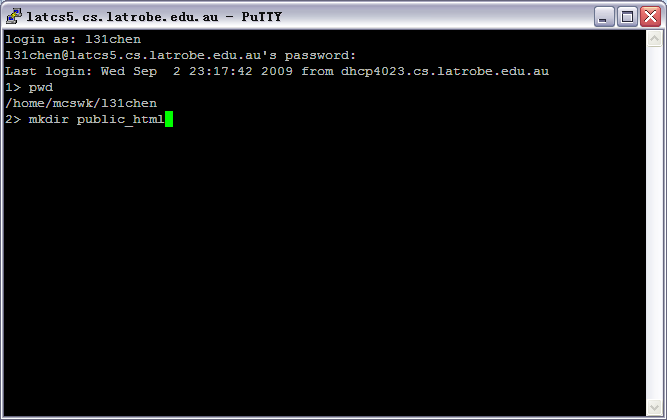 latcs5.cs.latrobe.edu.au - PuTTY
login as: l31chen
l31chen@latcs5.cs.latrobe.edu.au's password:
Last login: Wed Sep  2 23:17:42 2009 from dhcp4023.cs.latrobe.edu.au
1> pwd
/home/mcswk/l31chen
2> mkdir public_html